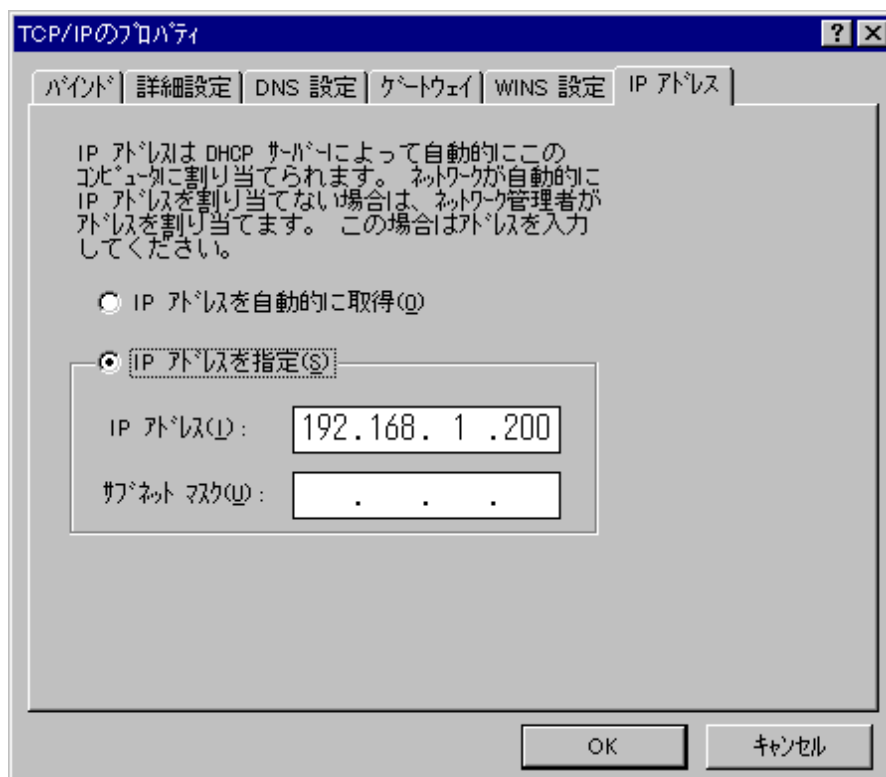 TCP/IPのﾌﾟﾛﾊﾟﾃｨ
ﾊﾞｲﾝﾄﾞ 詳細設定 DNS 設定 ｹﾞｰﾄｳｪｲ WINS 設定 IP ｱﾄﾞﾚｽ
IP ｱﾄﾞﾚｽは DHCP ｻｰﾊﾞｰによって自動的にこの
ｺﾝﾋﾟｭｰﾀに割り当てられます。 ﾈｯﾄﾜｰｸが自動的に
IP ｱﾄﾞﾚｽを割り当てない場合は、ﾈｯﾄﾜｰｸ管理者が
ｱﾄﾞﾚｽを割り当てます。 この場合はｱﾄﾞﾚｽを入力
してください。
IP ｱﾄﾞﾚｽを自動的に取得(O)
IP ｱﾄﾞﾚｽを指定(S)
IP ｱﾄﾞﾚｽ(I): 192.168. 1 .200
ｻﾌﾞﾈｯﾄ ﾏｽｸ(U): . . .
OK ｷｬﾝｾﾙ